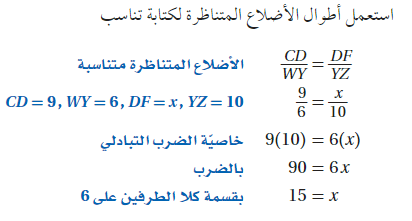 استعمل أطوال الأضلاع المتناظرة لكتابة تناسب
الأضلاع المتناظرة متناسبة CD/WY = DF/YZ
CD = 9, WY = 6, DF = x, YZ = 10 9/6 = x/10
خاصيّة الضرب التبادلي 9(10) = 6(x)
بالضرب 90 = 6x
بقسمة كلا الطرفين على 6 15 = x